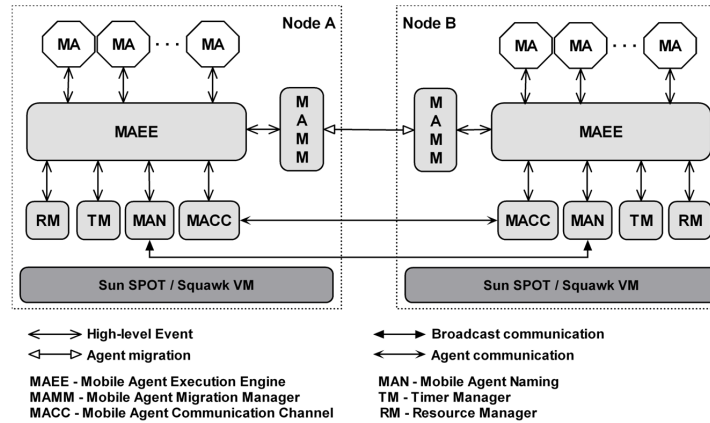 Node A
Node B
MA MA · · · MA
MA MA · · · MA
MAEE
M
A
M
M
M
A
M
M
MAEE
RM TM MAN MACC
MACC MAN TM RM
Sun SPOT / Squawk VM
Sun SPOT / Squawk VM
High-level Event
Broadcast communication
Agent migration
Agent communication
MAEE - Mobile Agent Execution Engine
MAMM - Mobile Agent Migration Manager
MACC - Mobile Agent Communication Channel
MAN - Mobile Agent Naming
TM - Timer Manager
RM - Resource Manager